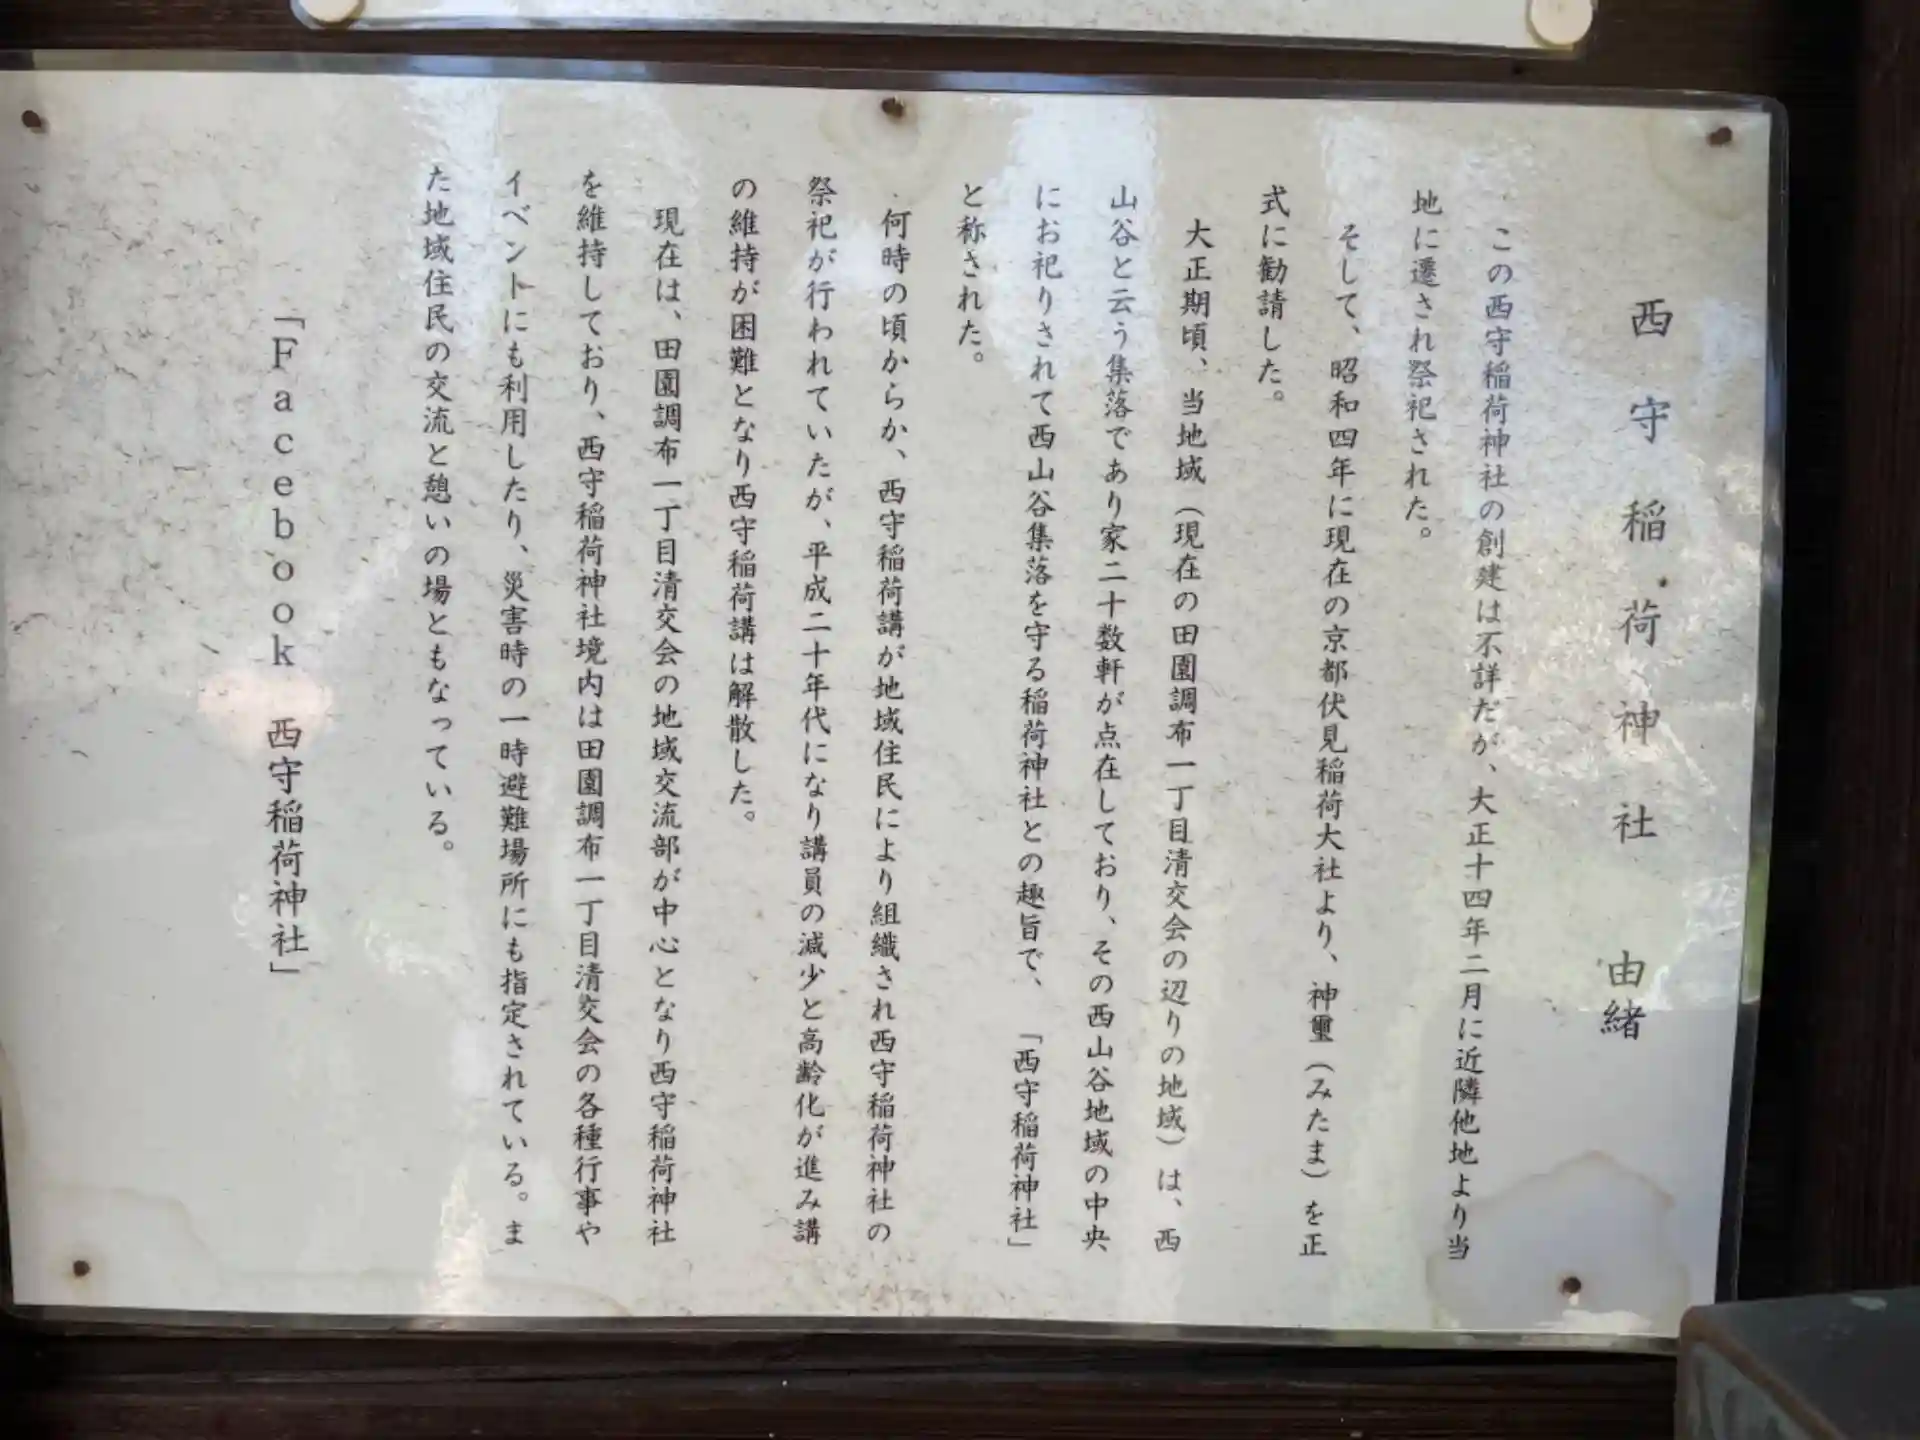 西守稲荷神社 由緒
この西守稲荷神社の創建は不詳だが、大正十四年二月に近隣他地より当
地に遷され祭祀された。
そして、昭和四年に現在の京都伏見稲荷大社より、神璽（みたま）を正
式に勧請した。
大正期頃、当地域（現在の田園調布一丁目清交会の辺りの地域）は、西
山谷と云う集落であり家二十数軒が点在しており、その西山谷地域の中央
にお祀りされて西山谷集落を守る稲荷神社との趣旨で、「西守稲荷神社」
と称された。
何時の頃からか、西守稲荷講が地域住民により組織され西守稲荷神社の
祭祀が行われていたが、平成二十年代になり講員の減少と高齢化が進み講
の維持が困難となり西守稲荷講は解散した。
現在は、田園調布一丁目清交会の地域交流部が中心となり西守稲荷神社
を維持しており、西守稲荷神社境内は田園調布一丁目清交会の各種行事や
イベントにも利用したり、災害時の一時避難場所にも指定されている。ま
た地域住民の交流と憩いの場ともなっている。
「Facebook 西守稲荷神社」